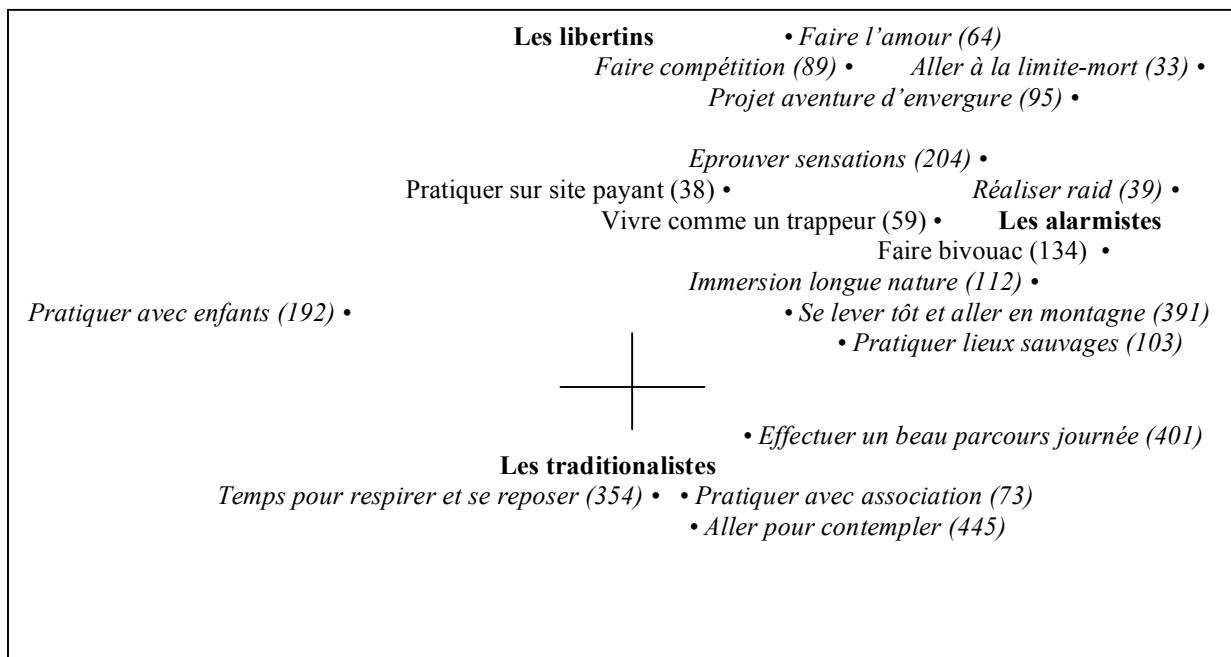 Les libertins • Faire l’amour (64)
Faire compétition (89) • Aller à la limite-mort (33) •
Projet aventure d’envergure (95) •
Eprouver sensations (204) •
Pratiquer sur site payant (38) • Réaliser raid (39) •
Vivre comme un trappeur (59) • Les alarmistes
Faire bivouac (134) •
Immersion longue nature (112) •
Pratiquer avec enfants (192) • • Se lever tôt et aller en montagne (391)
• Pratiquer lieux sauvages (103)
• Effectuer un beau parcours journée (401)
Les traditionalistes
Temps pour respirer et se reposer (354) • • Pratiquer avec association (73)
• Aller pour contempler (445)